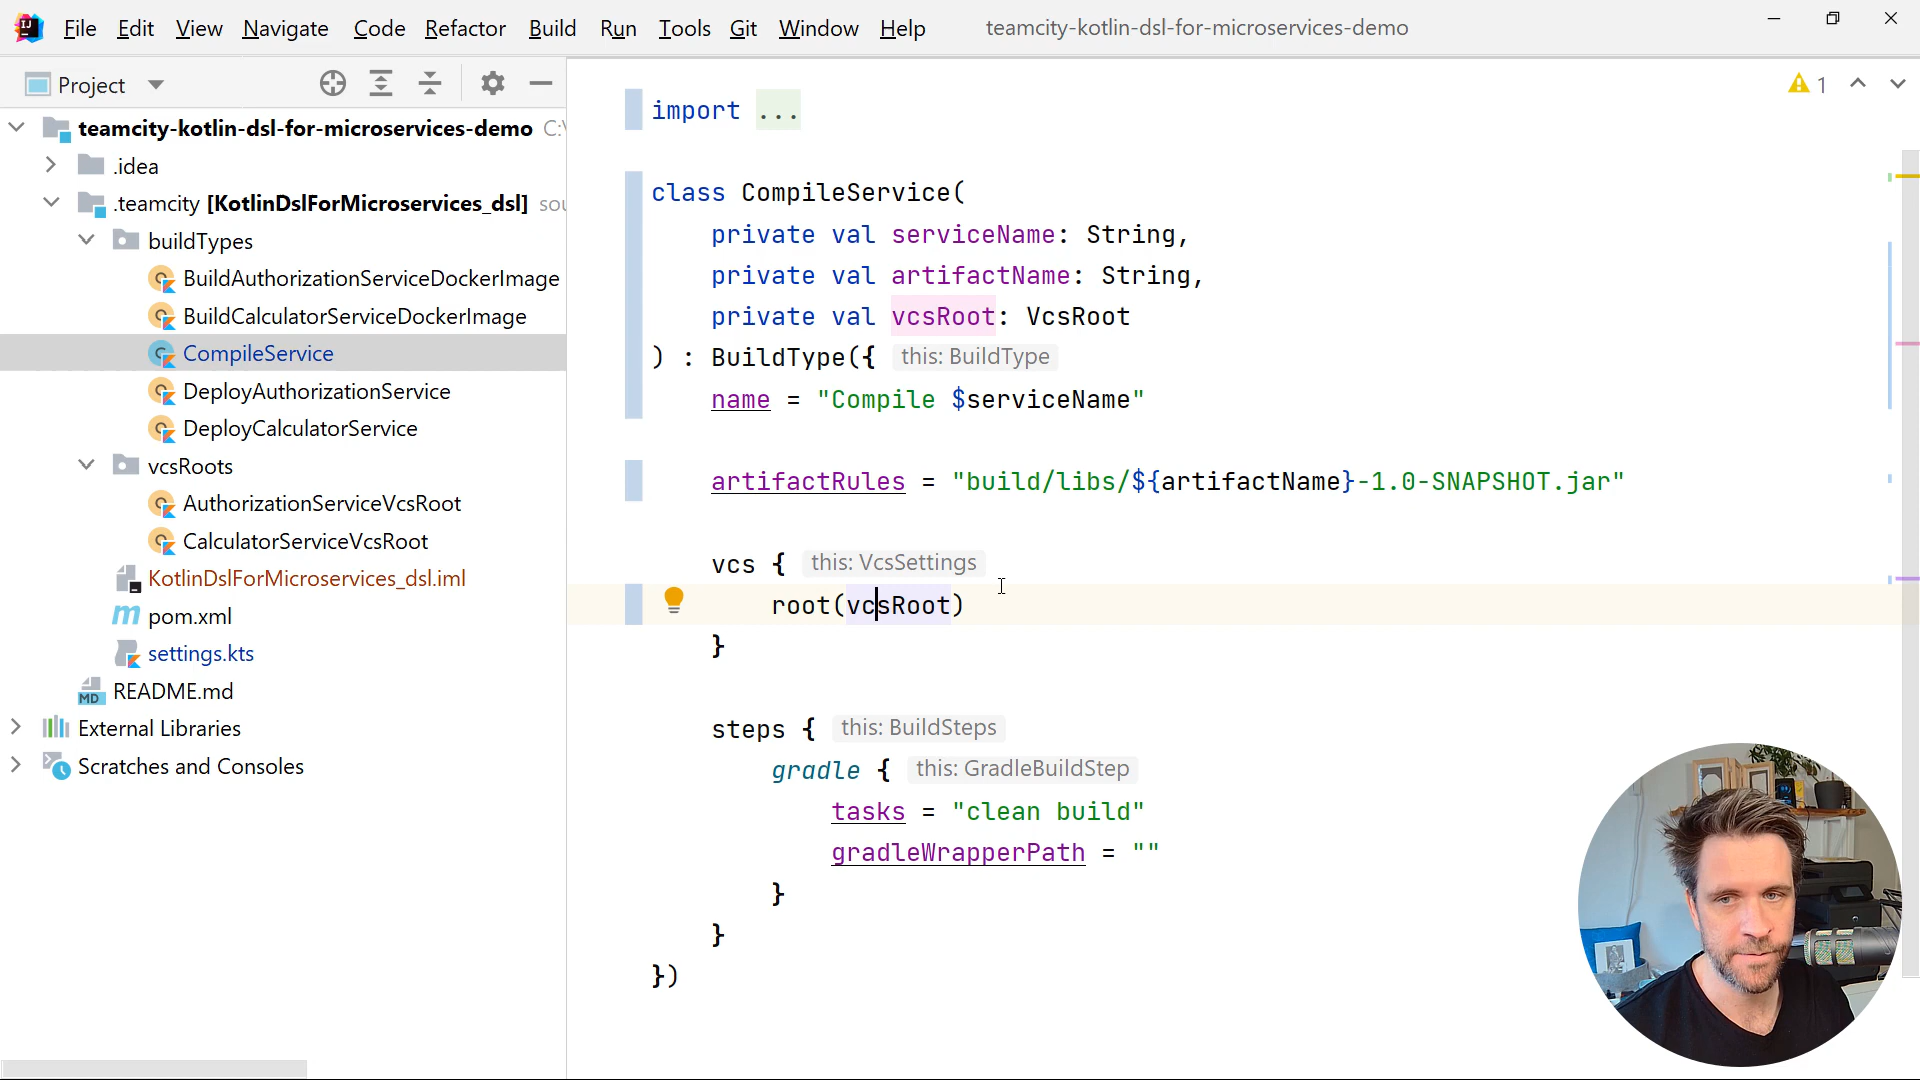 File Edit View Navigate Code Refactor Build Run Tools Git Window Help teamcity-kotlin-dsl-for-microservices-demo
Project
teamcity-kotlin-dsl-for-microservices-demo C:\
.idea
.teamcity [KotlinDslForMicroservices_dsl] sou
buildTypes
BuildAuthorizationServiceDockerImage
BuildCalculatorServiceDockerImage
CompileService
DeployAuthorizationService
DeployCalculatorService
vcsRoots
AuthorizationServiceVcsRoot
CalculatorServiceVcsRoot
KotlinDslForMicroservices_dsl.iml
pom.xml
settings.kts
README.md
External Libraries
Scratches and Consoles
1
import ...
class CompileService(
private val serviceName: String,
private val artifactName: String,
private val vcsRoot: VcsRoot
) : BuildType({ this: BuildType
name = "Compile $serviceName"
artifactRules = "build/libs/${artifactName}-1.0-SNAPSHOT.jar"
vcs { this: VcsSettings
root(vcsRoot)
}
steps { this: BuildSteps
gradle { this: GradleBuildStep
tasks = "clean build"
gradleWrapperPath = ""
}
}
})